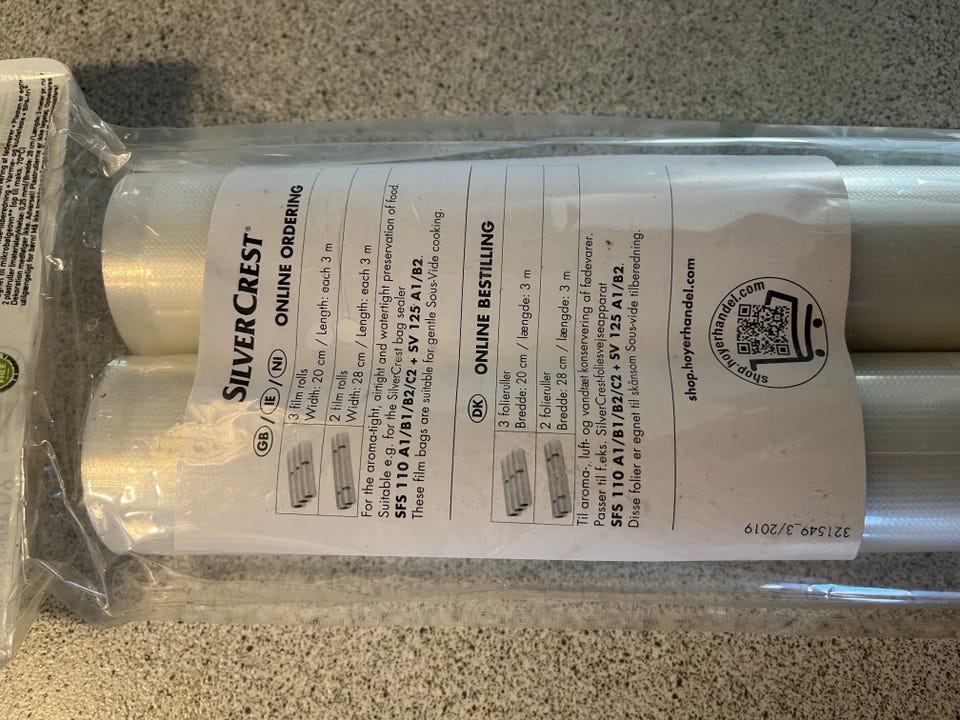 SILVERCREST®
GB / IE / NI ONLINE ORDERING
3 film rolls
Width: 20 cm / Length: each 3 m
2 film rolls
Width: 28 cm / Length: each 3 m
For the aroma-tight, airtight and watertight preservation of food.
Suitable e.g. for the SilverCrest bag sealer
SFS 110 A1/B1/B2/C2 + SV 125 A1/B2.
These film bags are suitable for gentle Sous-Vide cooking.
DK ONLINE BESTILLING
3 folieruller
Bredde: 20 cm / længde: 3 m
2 folieruller
Bredde: 28 cm / længde: 3 m
Til aroma-, luft- og vandtæt konservering af fødevarer.
Passer til f.eks. SilverCrest-foliesvejseapparat
SFS 110 A1/B1/B2/C2 + SV 125 A1/B2.
Disse folier er egnet til skånsom Sous-vide tilberedning.
shop.hoyerhandel.com
shop.hoyerhandel.com
321549_3/2019